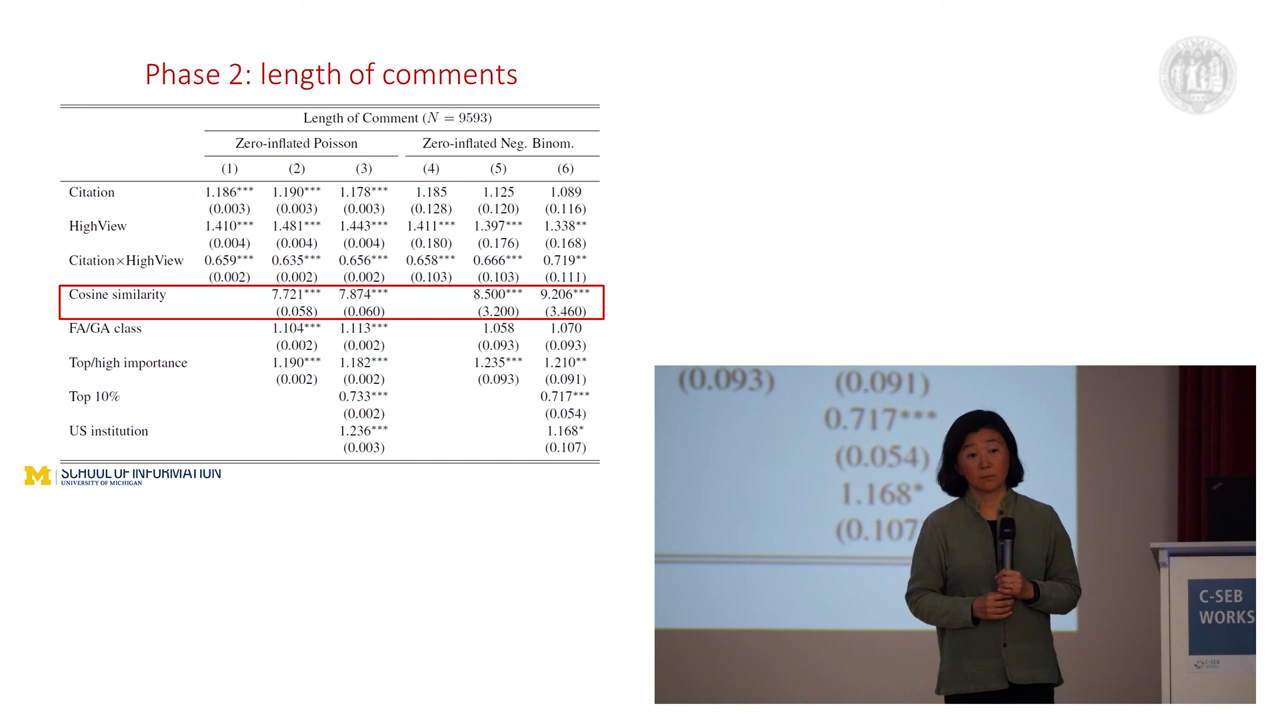 Phase 2: length of comments
Length of Comment (N = 9593)
Zero-inflated Poisson Zero-inflated Neg. Binom.
(1) (2) (3) (4) (5) (6)
Citation 1.186*** 1.190*** 1.178*** 1.185 1.125 1.089
(0.003) (0.003) (0.003) (0.128) (0.120) (0.116)
HighView 1.410*** 1.481*** 1.443*** 1.411*** 1.397*** 1.338**
(0.004) (0.004) (0.004) (0.180) (0.176) (0.168)
Citation×HighView 0.659*** 0.635*** 0.656*** 0.658*** 0.666*** 0.719**
(0.002) (0.002) (0.002) (0.103) (0.103) (0.111)
Cosine similarity 7.721*** 7.874*** 8.500*** 9.206***
(0.058) (0.060) (3.200) (3.460)
FA/GA class 1.104*** 1.113*** 1.058 1.070
(0.002) (0.002) (0.093) (0.093)
Top/high importance 1.190*** 1.182*** 1.235*** 1.210**
(0.002) (0.002) (0.093) (0.091)
Top 10% 0.733*** 0.717***
(0.002) (0.054)
US institution 1.236*** 1.168*
(0.003) (0.107)
M SCHOOL OF INFORMATION
UNIVERSITY OF MICHIGAN
(0.093) (0.091)
0.717***
(0.054)
1.168*
(0.107
C-SEB
WORKS